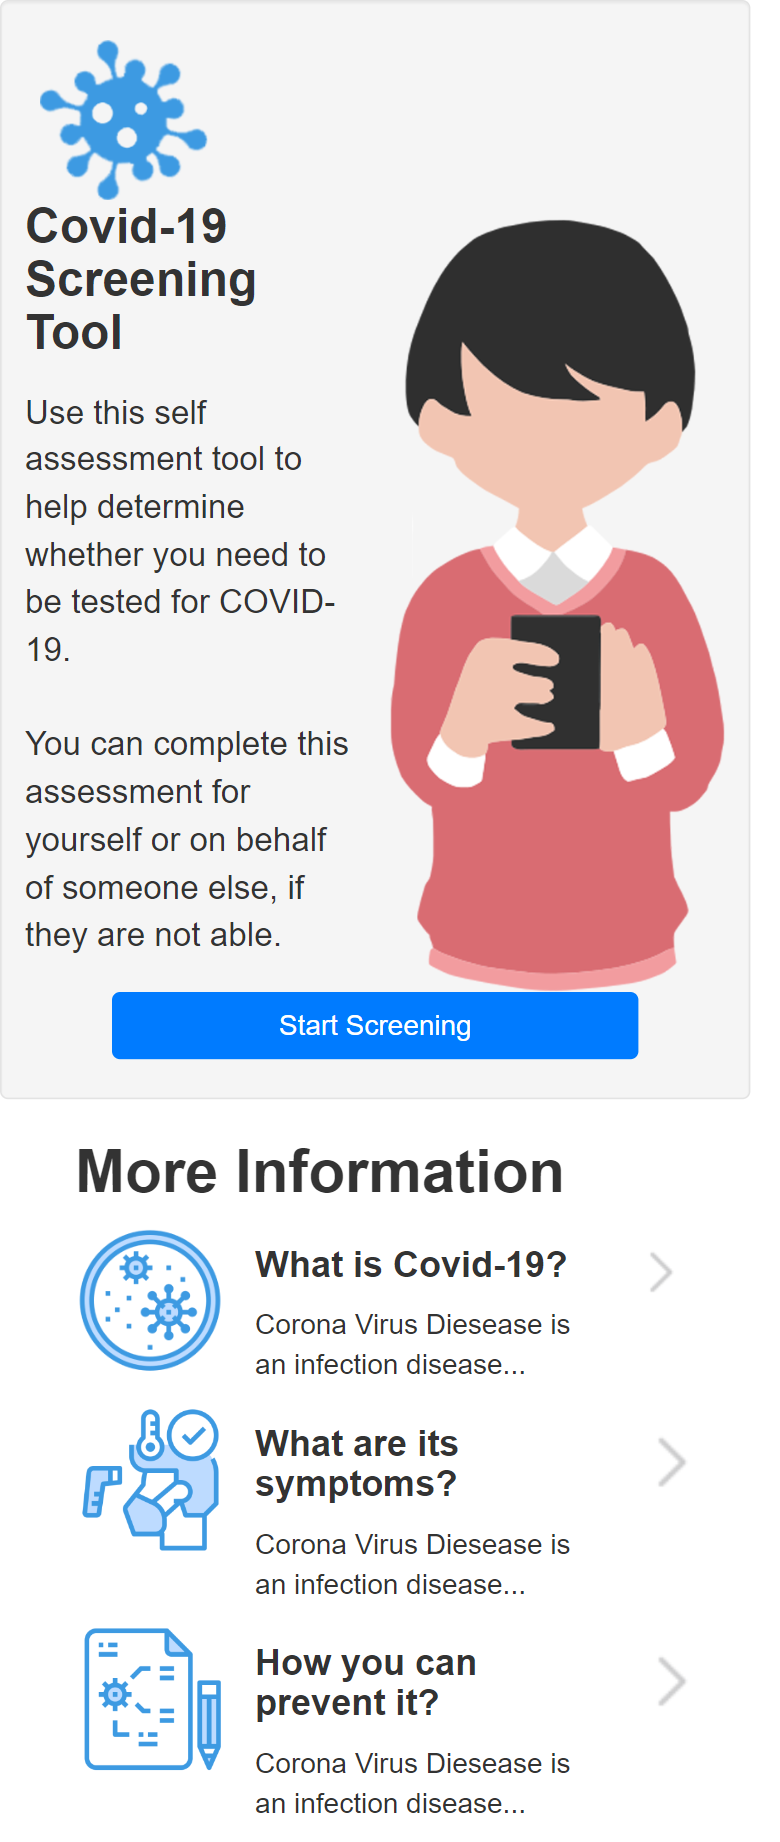 Covid-19
Screening
Tool
Use this self
assessment tool to
help determine
whether you need to
be tested for COVID-
19.
You can complete this
assessment for
yourself or on behalf
of someone else, if
they are not able.
Start Screening
More Information
What is Covid-19?
Corona Virus Diesease is
an infection disease...
What are its
symptoms?
Corona Virus Diesease is
an infection disease...
How you can
prevent it?
Corona Virus Diesease is
an infection disease...